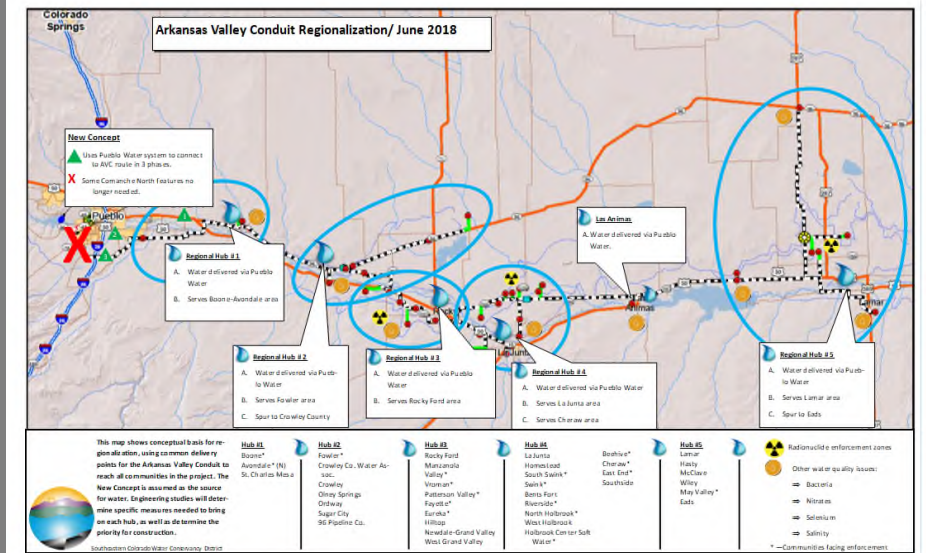 Colorado
Springs
Arkansas Valley Conduit Regionalization/ June 2018
New Concept
Uses Pueblo Water system to connect
to AVC route in 3 phases.
X Some Comanche North Features no
longer needed.
Pueblo
X
1
2
3
Regional Hub # 1
A. Water delivered via Pueblo
Water
B. Serves Boone-Avondale area
Las Animas
A. Water delivered via Pueblo
Water.
Animas
La Junta
Lamar
Regional Hub # 2
A. Water delivered via Pueb-
lo Water
B. Serves Fowler area
C. Spur to Crowley County
Regional Hub # 3
A. Water delivered via Pueblo
Water
B. Serves Rocky Ford area
Regional Hub # 4
A. Water delivered via Pueblo Water
B. Serves La Junta area
C. Serves Cheraw area
Regional Hub # 5
A. Water delivered via Pueb-
lo Water
B. Serves Lamar area
C. Spur to Eads
This map shows conceptual basis for re-
gionalization, using common delivery
points for the Arkansas Valley Conduit to
reach all communities in the project. The
New Concept is assumed as the source
for water. Engineering studies will deter-
mine specific measures needed to bring
on each hub, as well as determine the
priority for construction.
Southeastern Colorado Water Conservancy District
Hub #1
Boone*
Avondale* (N)
St. Charles Mesa
Hub #2
Fowler*
Crowley Co. Water As-
soc.
Crowley
Olney Springs
Ordway
Sugar City
96 Pipeline Co.
Hub #3
Rocky Ford
Manzanola
Valley*
Vroman*
Patterson Valley*
Fayette*
Eureka*
Hilltop
Newdale-Grand Valley
West Grand Valley
Hub #4
La Junta
Homestead
South Swink*
Swink*
Bents Fort
Riverside*
North Holbrook*
West Holbrook
Holbrook Center Soft
Water*
Beehive*
Cheraw*
East End*
Southside
Hub #5
Lamar
Hasty
McClave
Wiley
May Valley*
Eads
Radionuclide enforcement zones
Other water quality issues:
⇒ Bacteria
⇒ Nitrates
⇒ Selenium
⇒ Salinity
* —Communities facing enforcement